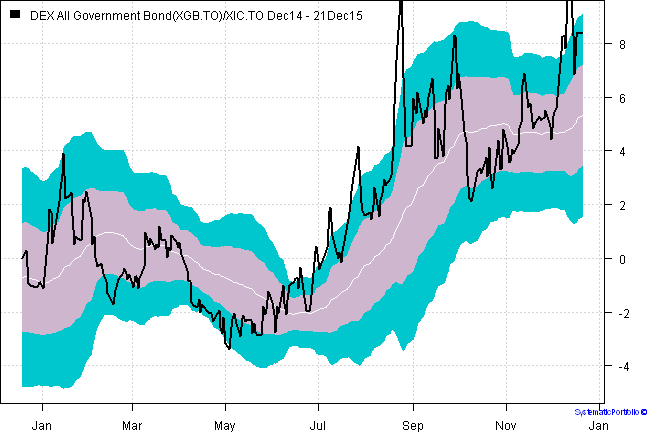 DEX All Government Bond(XGB.TO)/XIC.TO Dec14 - 21Dec15
8
6
4
2
0
-2
-4
SystematicPortfolio ©
Jan Mar May Jul Sep Nov Jan